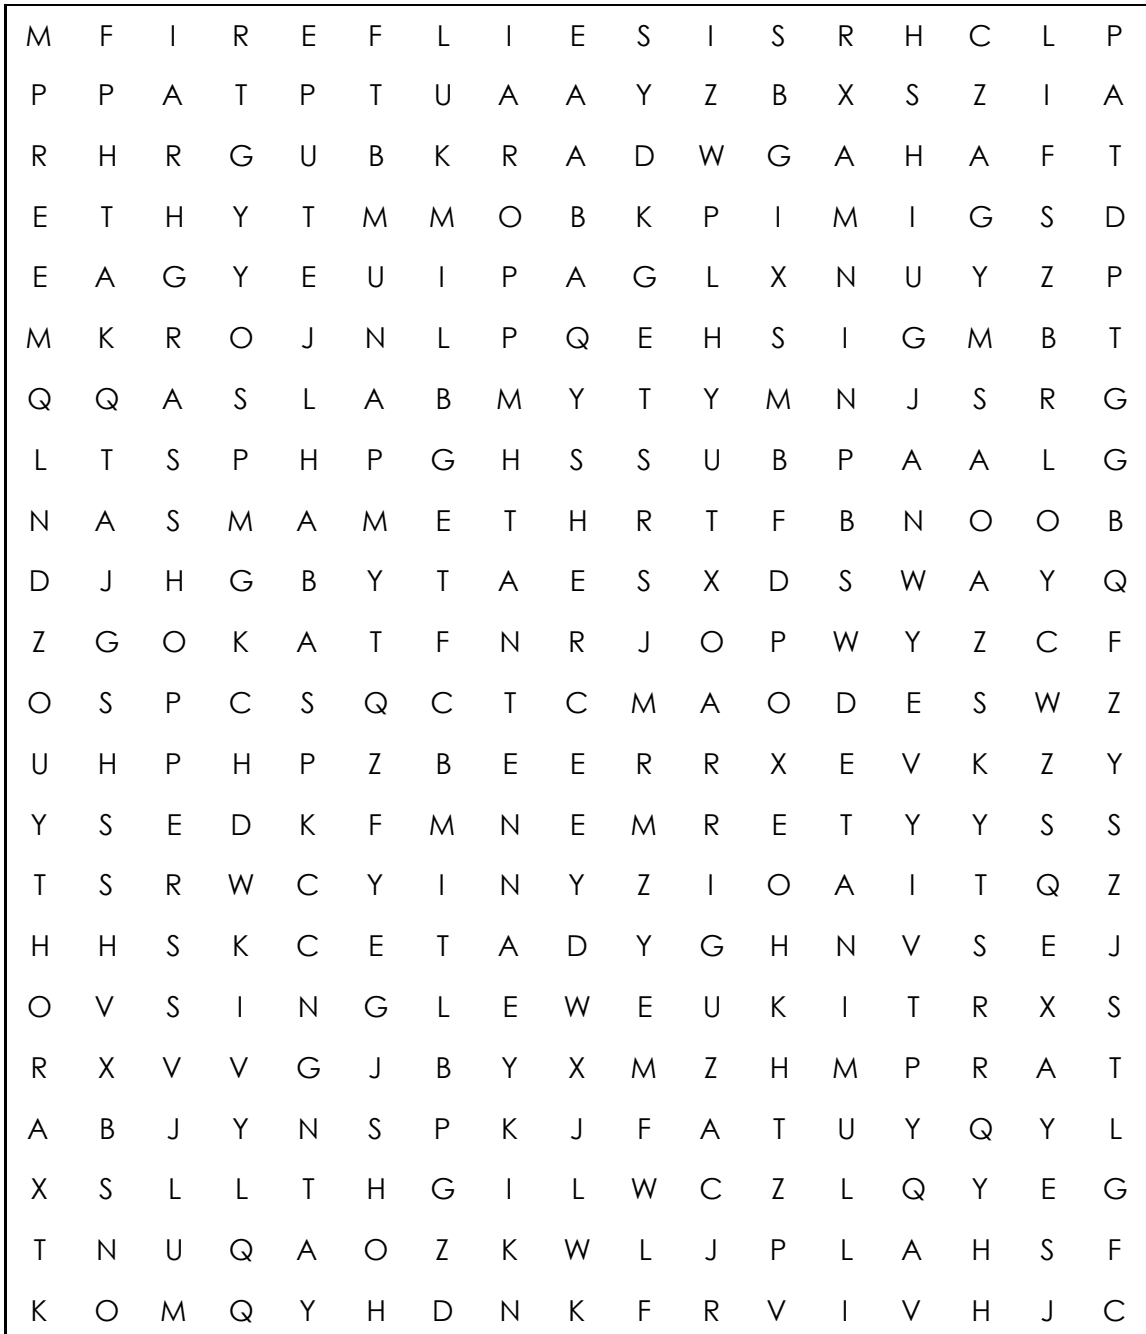 M F I R E F L I E S I S R H C L P
P P A T P T U A A Y Z B X S Z I A
R H R G U B K R A D W G A H A F T
E T H Y T M M O B K P I M I G S D
E A G Y E U I P A G L X N U Y Z P
M K R O J N L P Q E H S I G M B T
Q Q A S L A B M Y T Y M N J S R G
L T S P H P G H S S U B P A A L G
N A S M A M E T H R T F B N O O B
D J H G B Y T A E S X D S W A Y Q
Z G O K A T F N R J O P W Y Z C F
O S P C S Q C T C M A O D E S W Z
U H P H P Z B E E R R X E V K Z Y
Y S E D K F M N E M R E T Y Y S S
T S R W C Y I N Y Z I O A I T Q Z
H H S K C E T A D Y G H N V S E J
O V S I N G L E W E U K I T R X S
R X V V G J B Y X M Z H M P R A T
A B J Y N S P K J F A T U Y Q Y L
X S L L T H G I L W C Z L Q Y E G
T N U Q A O Z K W L J P L A H S F
K O M Q Y H D N K F R V I V H J C